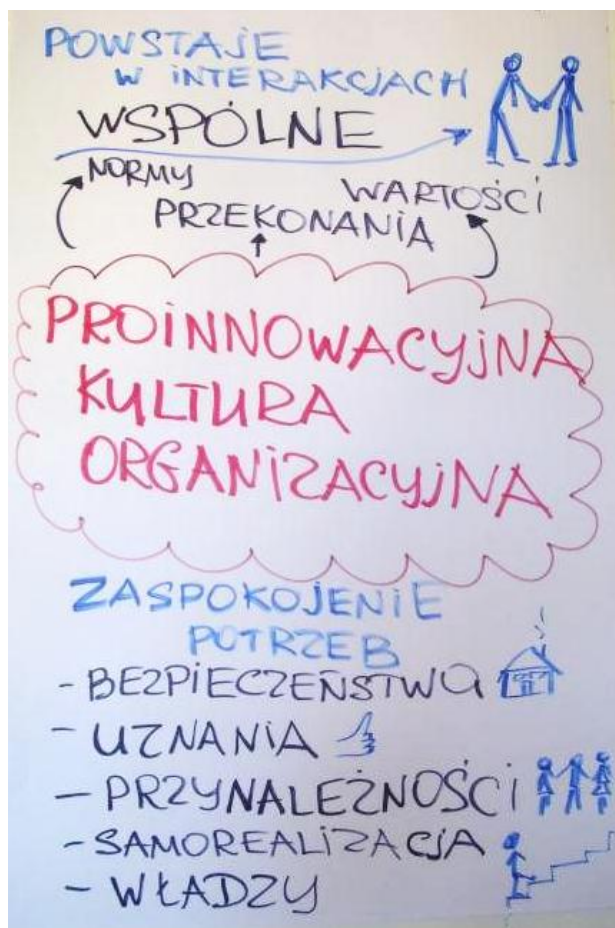 POWSTAJE
W INTERAKCJACH
WSPÓLNE
NORMY
WARTOŚCI
PRZEKONANIA
PROINNOWACYJNA
KULTURA
ORGANIZACYJNA
ZASPOKOJENIE
POTRZEB
- BEZPIECZEŃSTWA
- UZNANIA
- PRZYNALEŻNOŚCI
- SAMOREALIZACJA
- WŁADZY